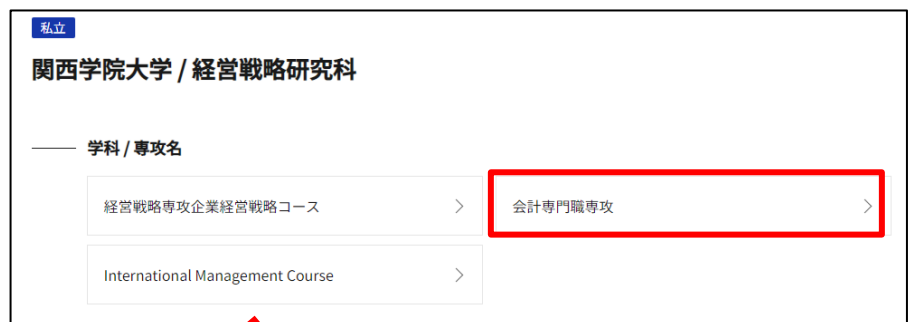 私立
関西学院大学 / 経営戦略研究科
学科 / 専攻名
経営戦略専攻企業経営戦略コース
会計専門職専攻
International Management Course